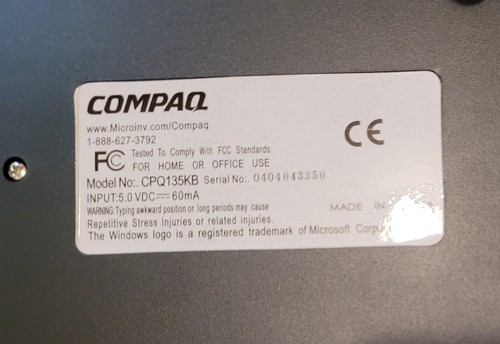 COMPAQ
www.Microinv.com/Compaq
1-888-627-3792
FC Tested To Comply With FCC Standards
FOR HOME OR OFFICE USE
CE
Model No:. CPQ135KB Serial No:. 0404043350
INPUT:5.0 VDC⎓60mA
WARNING:Typing awkward position or long periods may cause
MADE IN
Repetitive Stress Injuries or related injuries.
The Windows logo is a registered trademark of Microsoft